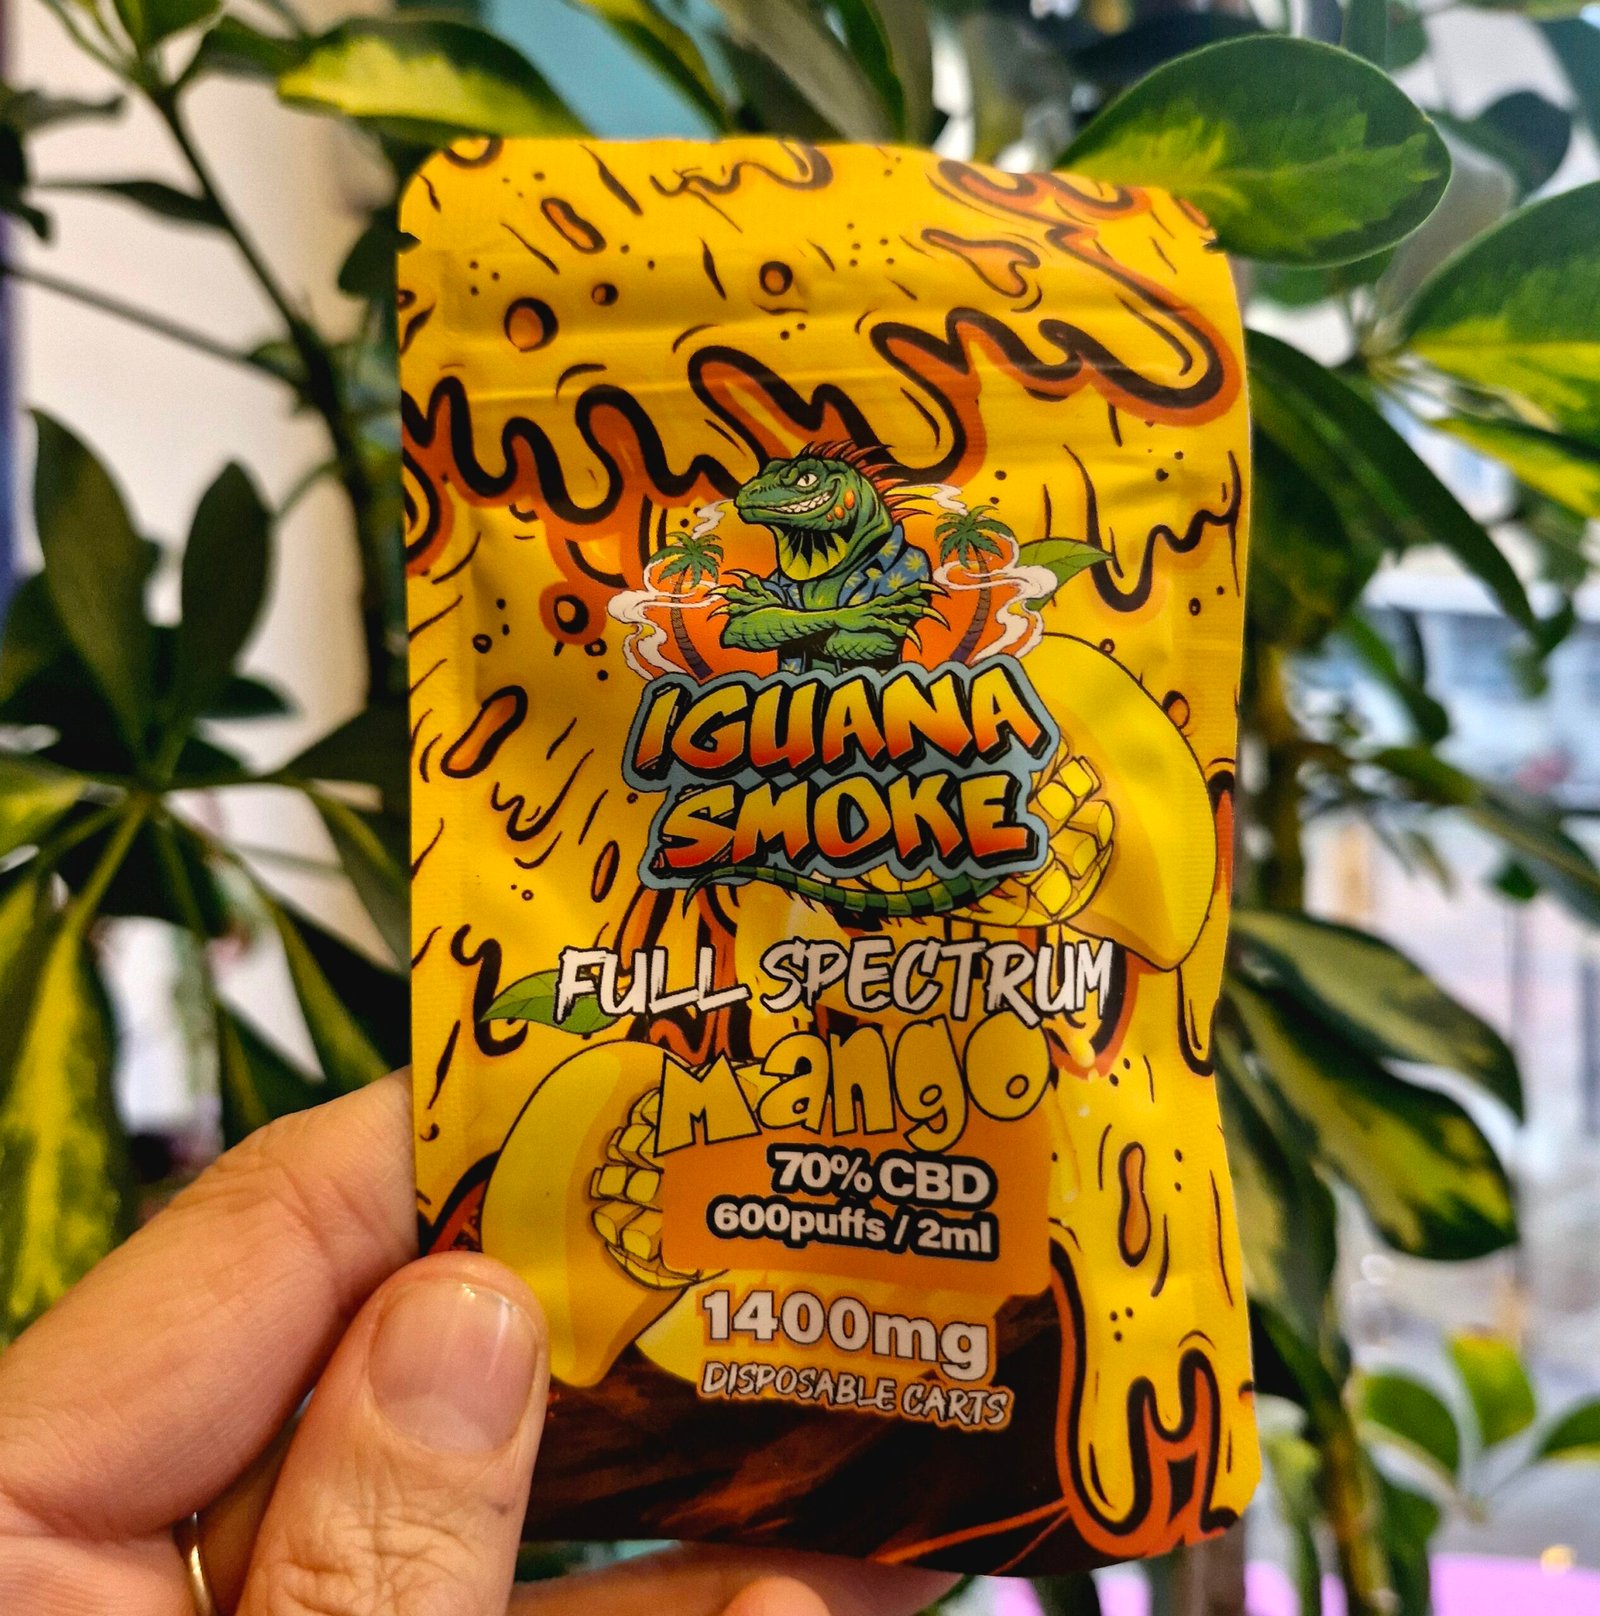 IGUANA
SMOKE
FULL SPECTRUM
Mango
70% CBD
600puffs / 2ml
1400mg
DISPOSABLE CARTS